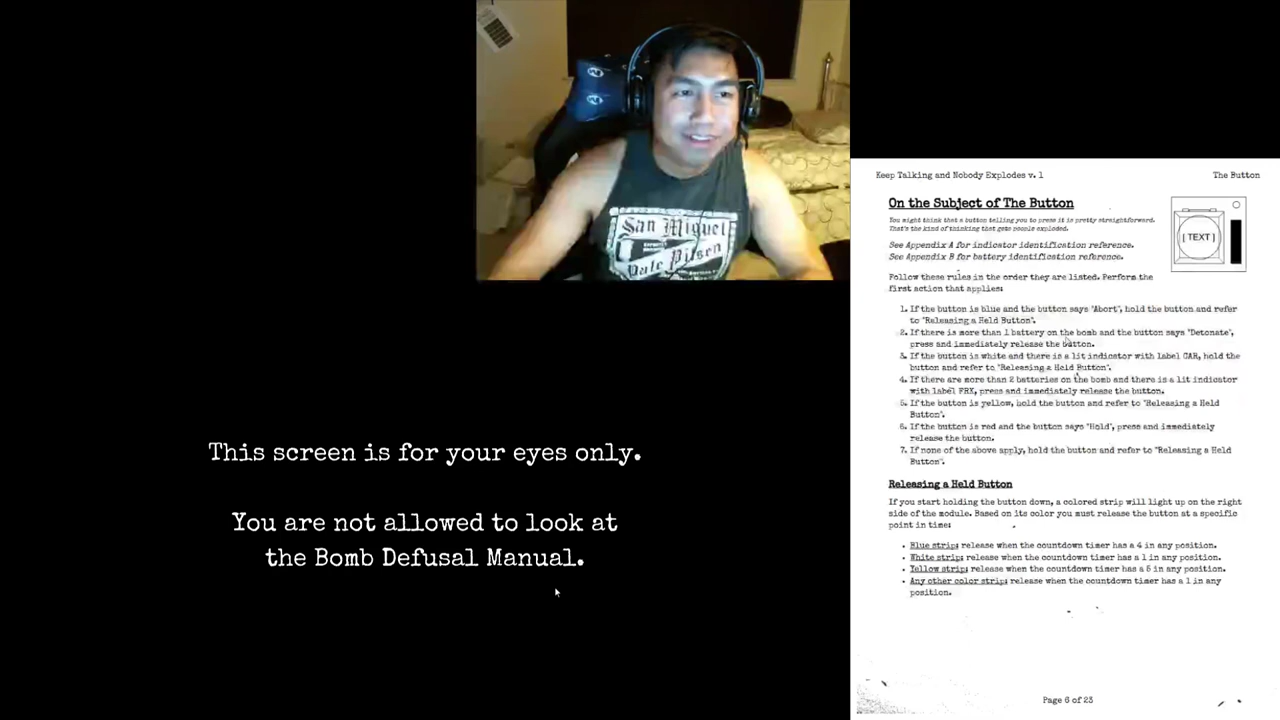 San Miguel
Pale Pilsen
This screen is for your eyes only.
You are not allowed to look at
the Bomb Defusal Manual.
Keep Talking and Nobody Explodes v. 1
The Button
On the Subject of The Button
You might think that a button telling you to press it is pretty straightforward.
That's the kind of thinking that gets people exploded.
See Appendix A for indicator identification reference.
See Appendix B for battery identification reference.
Follow these rules in the order they are listed. Perform the
first action that applies:
[TEXT]
1. If the button is blue and the button says "Abort", hold the button and refer
to "Releasing a Held Button".
2. If there is more than 1 battery on the bomb and the button says "Detonate",
press and immediately release the button.
3. If the button is white and there is a lit indicator with label CAR, hold the
button and refer to "Releasing a Held Button".
4. If there are more than 2 batteries on the bomb and there is a lit indicator
with label FRK, press and immediately release the button.
5. If the button is yellow, hold the button and refer to "Releasing a Held
Button".
6. If the button is red and the button says "Hold", press and immediately
release the button.
7. If none of the above apply, hold the button and refer to "Releasing a Held
Button".
Releasing a Held Button
If you start holding the button down, a colored strip will light up on the right
side of the module. Based on its color you must release the button at a specific
point in time:
• Blue strip: release when the countdown timer has a 4 in any position.
• White strip: release when the countdown timer has a 1 in any position.
• Yellow strip: release when the countdown timer has a 5 in any position.
• Any other color strip: release when the countdown timer has a 1 in any
position.
Page 6 of 23